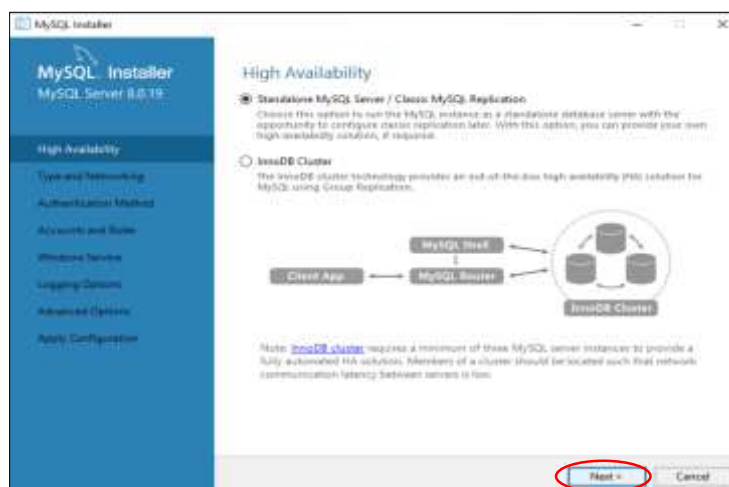 MySQL Installer
MySQL. Installer
MySQL Server 8.0.19
High Availability
Type and Networking
Authentication Method
Accounts and Roles
Windows Service
Logging Options
Advanced Options
Apply Configuration
High Availability
Standalone MySQL Server / Classic MySQL Replication
Choose this option to run the MySQL instance as a standalone database server with the
opportunity to configure classic replication later. With this option, you can provide your own
high-availability solution, if required.
InnoDB Cluster
The InnoDB cluster technology provides an out-of-the-box high availability (HA) solution for
MySQL using Group Replication.
MySQL Shell
Client App
MySQL Router
InnoDB Cluster
Note: InnoDB cluster requires a minimum of three MySQL server instances to provide a
fully automated HA solution. Members of a cluster should be located such that network
communication latency between servers is low.
Next >
Cancel